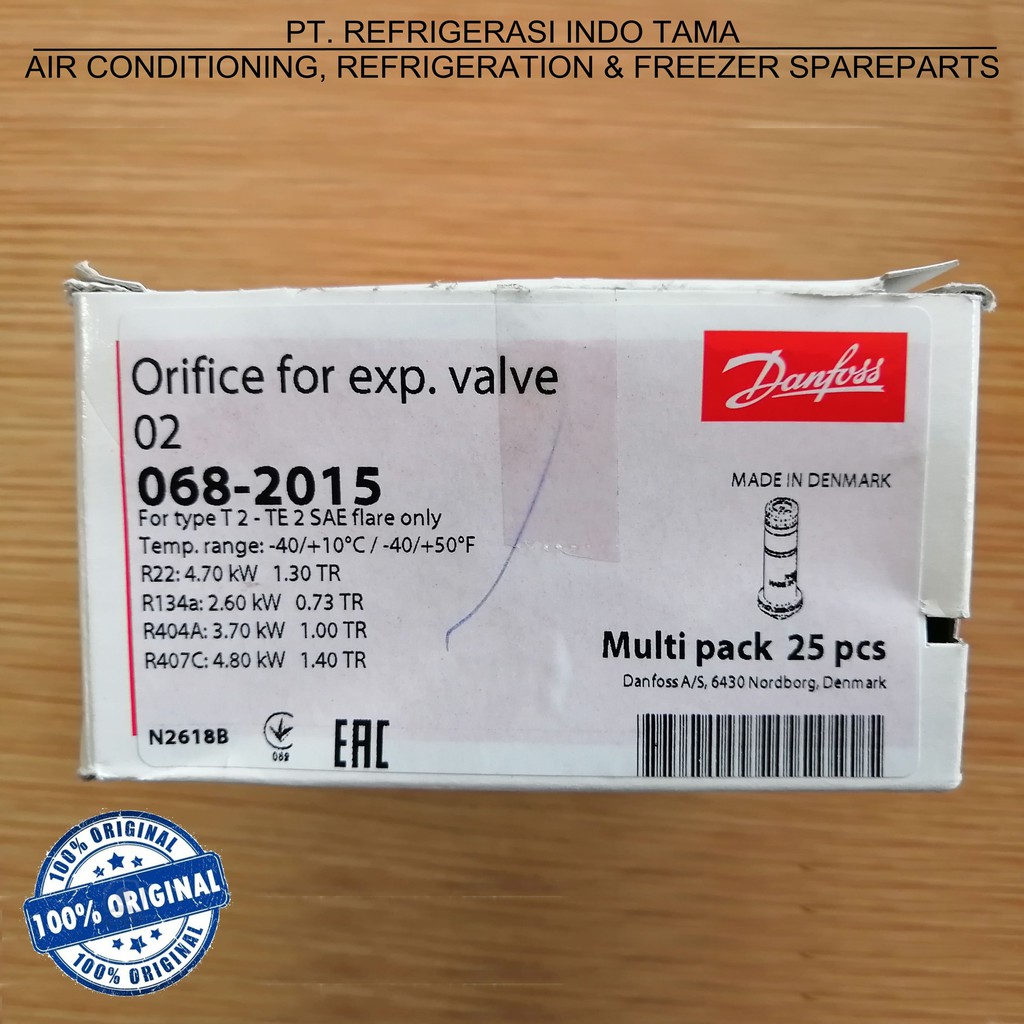 PT. REFRIGERASI INDO TAMA
AIR CONDITIONING, REFRIGERATION & FREEZER SPAREPARTS
Orifice for exp. valve
02
068-2015
For type T 2 - TE 2 SAE flare only
Temp. range: -40/+10°C / -40/+50°F
R22: 4.70 kW 1.30 TR
R134a: 2.60 kW 0.73 TR
R404A: 3.70 kW 1.00 TR
R407C: 4.80 kW 1.40 TR
N2618B
089
EAC
Danfoss
MADE IN DENMARK
Multi pack 25 pcs
Danfoss A/S, 6430 Nordborg, Denmark
100% ORIGINAL
100% ORIGINAL
100% ORIGINAL